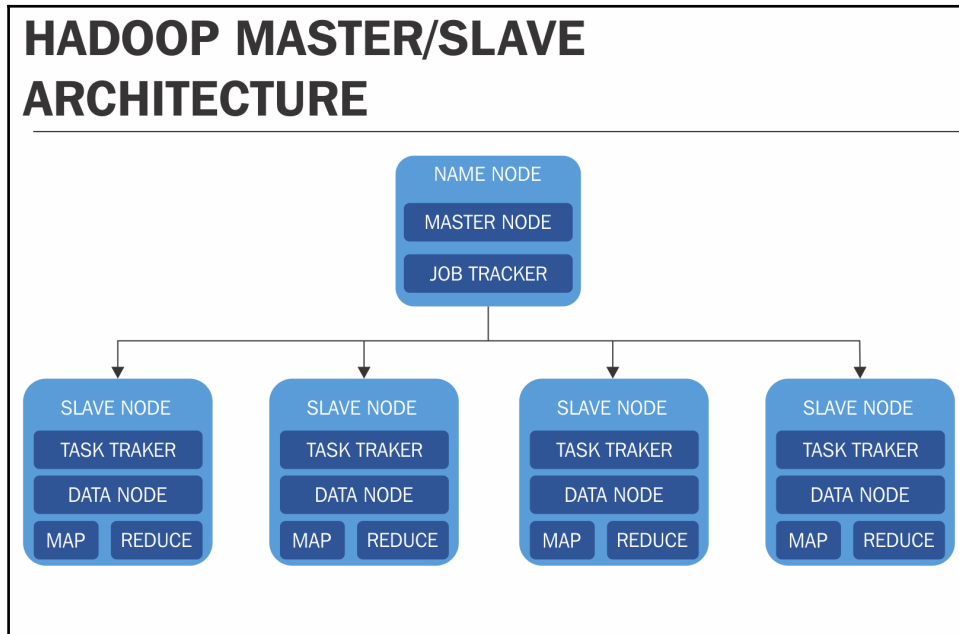 HADOOP MASTER/SLAVE
ARCHITECTURE
NAME NODE
MASTER NODE
JOB TRACKER
SLAVE NODE
TASK TRAKER
DATA NODE
MAP REDUCE
SLAVE NODE
TASK TRAKER
DATA NODE
MAP REDUCE
SLAVE NODE
TASK TRAKER
DATA NODE
MAP REDUCE
SLAVE NODE
TASK TRAKER
DATA NODE
MAP REDUCE